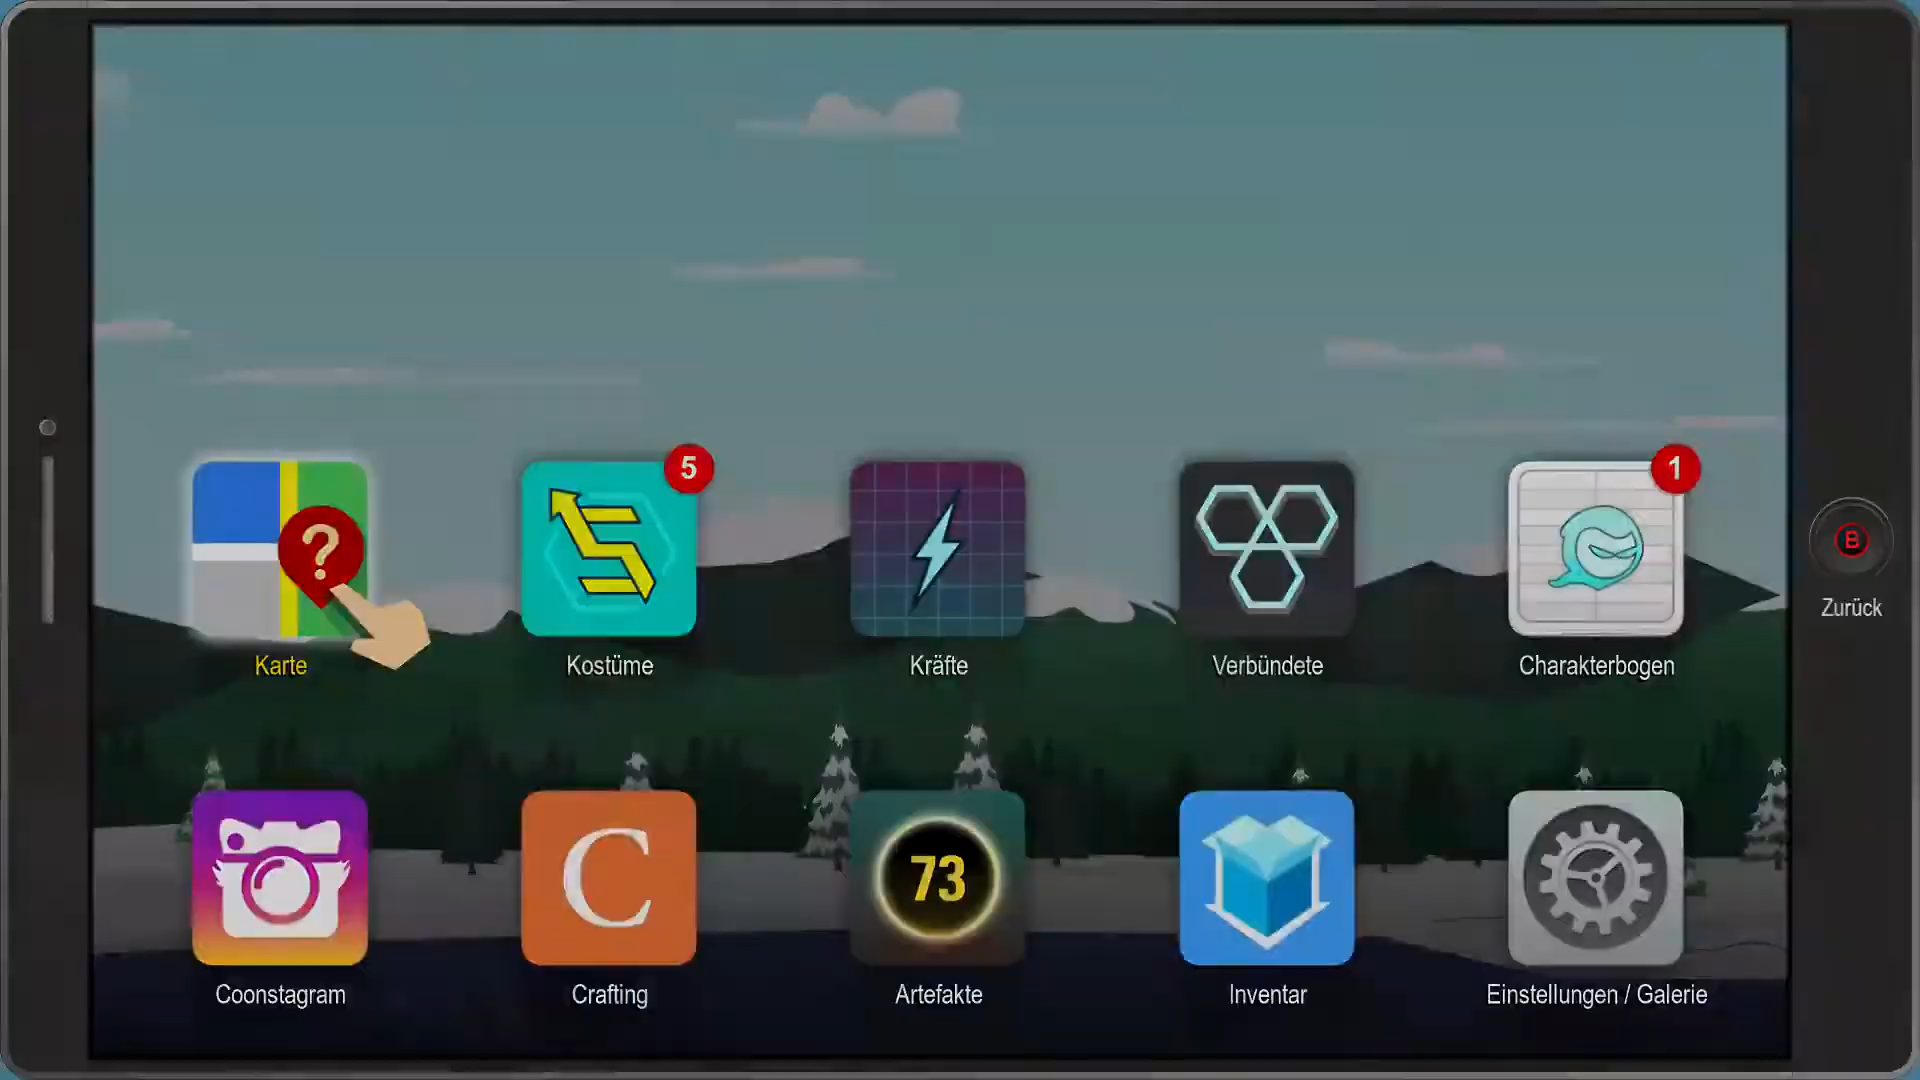 5
1
?
Karte
Kostüme
Kräfte
Verbündete
Charakterbogen
B
Zurück
C
73
Coonstagram
Crafting
Artefakte
Inventar
Einstellungen / Galerie